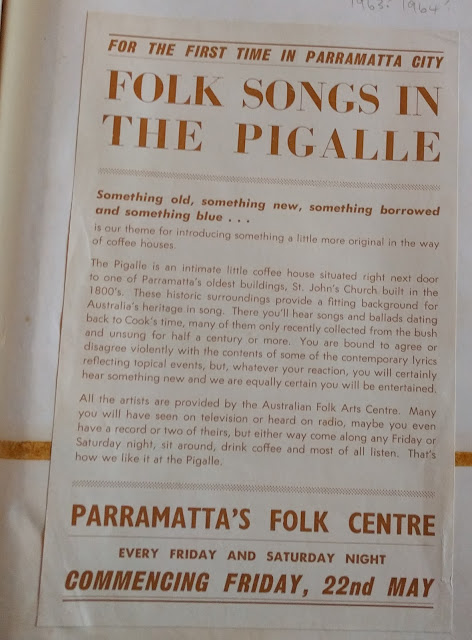 1963-1964
FOR THE FIRST TIME IN PARRAMATTA CITY
FOLK SONGS IN
THE PIGALLE
Something old, something new, something borrowed
and something blue . . .
is our theme for introducing something a little more original in the way
of coffee houses.
The Pigalle is an intimate little coffee house situated right next door
to one of Parramatta's oldest buildings, St. John's Church built in the
1800's. These historic surroundings provide a fitting background for
Australia's heritage in song. There you'll hear songs and ballads dating
back to Cook's time, many of them only recently collected from the bush
and unsung for half a century or more. You are bound to agree or
disagree violently with the contents of some of the contemporary lyrics
reflecting topical events, but, whatever your reaction, you will certainly
hear something new and we are equally certain you will be entertained.
All the artists are provided by the Australian Folk Arts Centre. Many
you will have seen on television or heard on radio, maybe you even
have a record or two of theirs, but either way come along any Friday or
Saturday night, sit around, drink coffee and most of all listen. That's
how we like it at the Pigalle.
PARRAMATTA'S FOLK CENTRE
EVERY FRIDAY AND SATURDAY NIGHT
COMMENCING FRIDAY, 22nd MAY